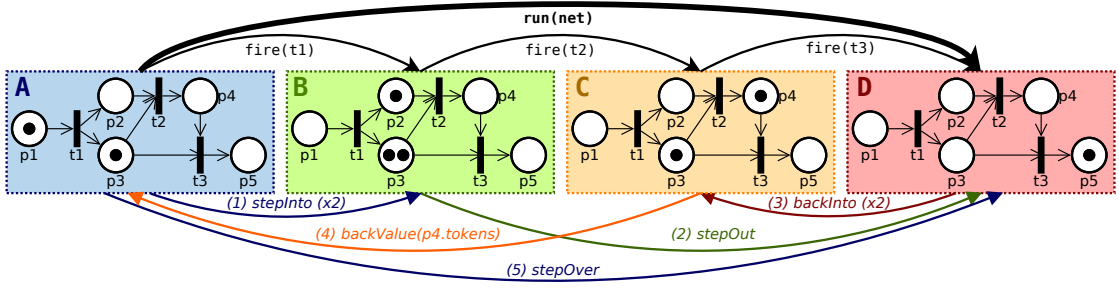 run(net)
fire(t1)
fire(t2)
fire(t3)
A
p1
t1
p2
p3
t2
p4
t3
p5
B
p1
t1
p2
p3
t2
p4
t3
p5
C
p1
t1
p2
p3
t2
p4
t3
p5
D
p1
t1
p2
p3
t2
p4
t3
p5
(1) stepInto (x2)
(3) backInto (x2)
(4) backValue(p4.tokens)
(2) stepOut
(5) stepOver